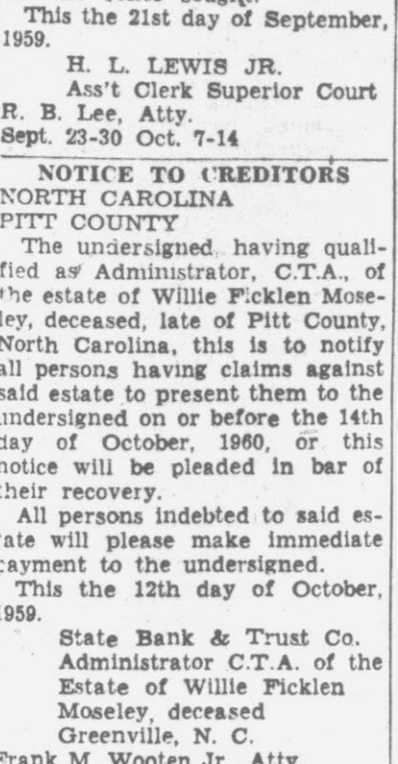 This the 21st day of September,
1959.
H. L. LEWIS JR.
Ass't Clerk Superior Court
R. B. Lee, Atty.
Sept. 23-30 Oct. 7-14
NOTICE TO CREDITORS
NORTH CAROLINA
PITT COUNTY
The undersigned, having quali-
fied as Administrator, C.T.A., of
the estate of Willie Ficklen Mose-
ley, deceased, late of Pitt County,
North Carolina, this is to notify
all persons having claims against
said estate to present them to the
undersigned on or before the 14th
day of October, 1960, or this
notice will be pleaded in bar of
their recovery.
All persons indebted to said es-
tate will please make immediate
payment to the undersigned.
This the 12th day of October,
1959.
State Bank & Trust Co.
Administrator C.T.A. of the
Estate of Willie Ficklen
Moseley, deceased
Greenville, N. C.
Frank M. Wooten Jr., Atty